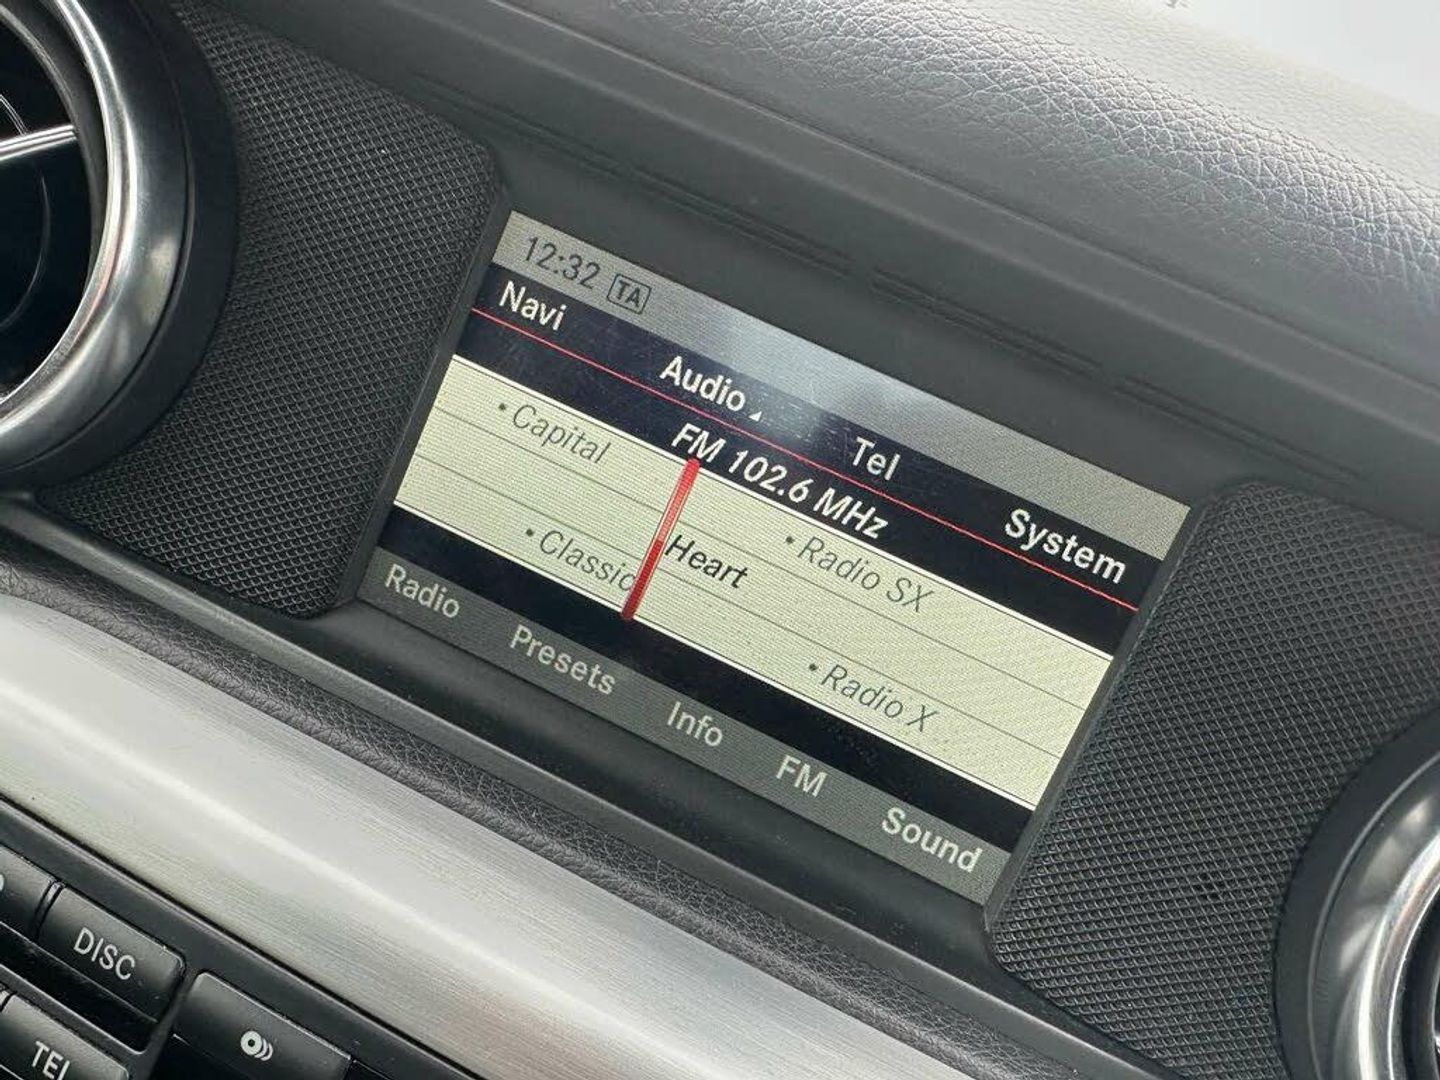 12:32 TA
Navi Audio Tel System
FM 102.6 MHz
• Capital
• Radio SX
• Classic Heart
• Radio X
Radio Presets Info FM Sound
DISC
TEL